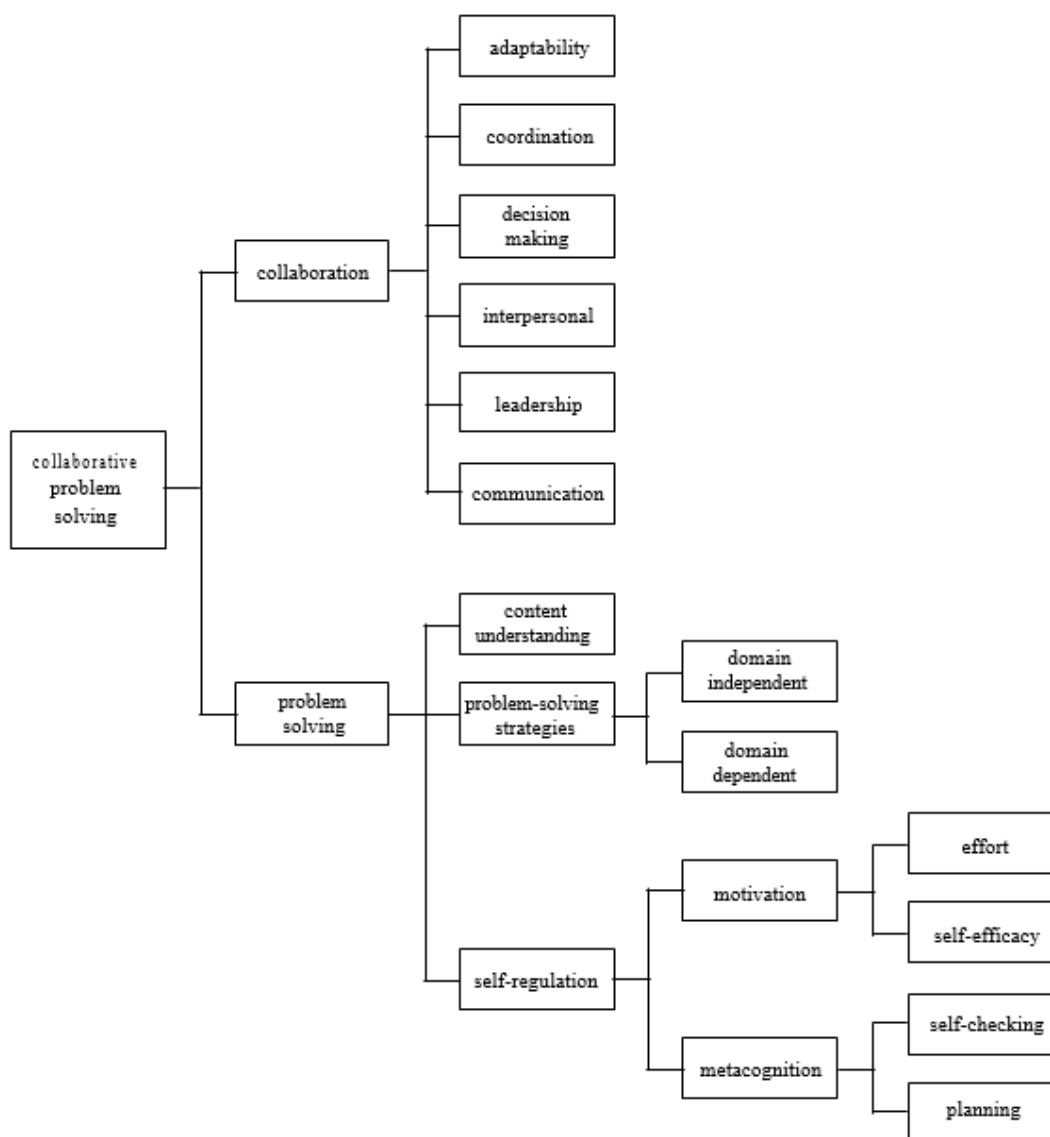 adaptability
coordination
decision
making
collaboration
interpersonal
leadership
collaborative
problem
solving
communication
content
understanding
domain
independent
problem
solving
problem-solving
strategies
domain
dependent
effort
motivation
self-efficacy
self-regulation
self-checking
metacognition
planning